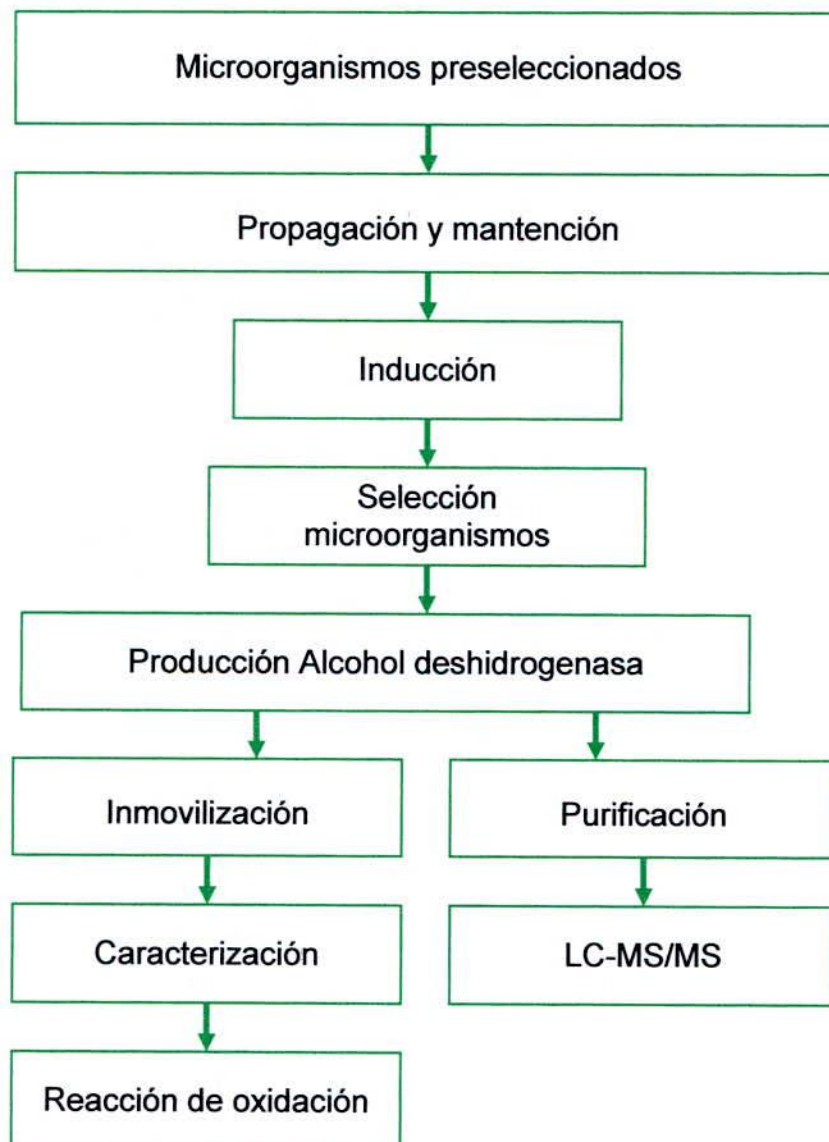 Microorganismos preseleccionados
Propagación y mantención
Inducción
Selección
microorganismos
Producción Alcohol deshidrogenasa
Inmovilización
Purificación
Caracterización
LC-MS/MS
Reacción de oxidación